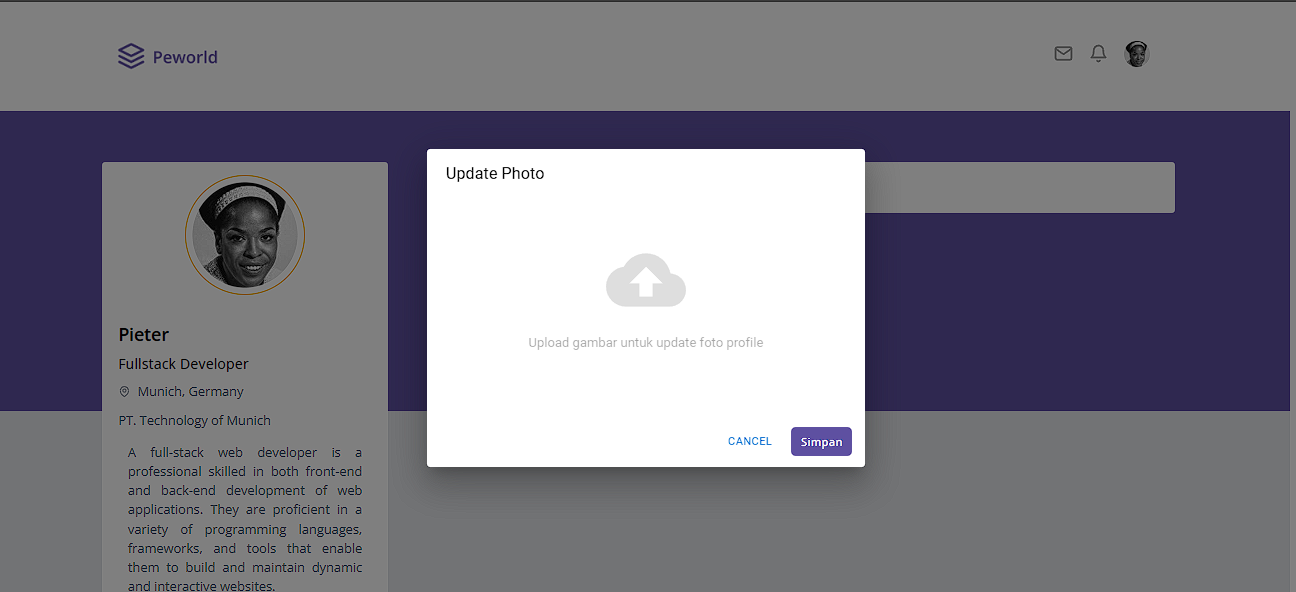 Peworld
Update Photo
Upload gambar untuk update foto profile
CANCEL
Simpan
Pieter
Fullstack Developer
Munich, Germany
PT. Technology of Munich
A full-stack web developer is a
professional skilled in both front-end
and back-end development of web
applications. They are proficient in a
variety of programming languages,
frameworks, and tools that enable
them to build and maintain dynamic
and interactive websites.